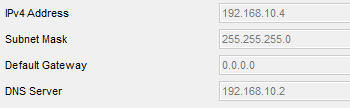 IPv4 Address 192.168.10.4
Subnet Mask 255.255.255.0
Default Gateway 0.0.0.0
DNS Server 192.168.10.2